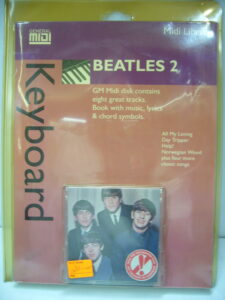 GENERAL
MIDI
Midi Library
Keyboard
BEATLES 2
GM Midi disk contains
eight great tracks.
Book with music, lyrics
& chord symbols.
All My Loving
Day Tripper
Help!
Norwegian Wood
plus four more
classic songs